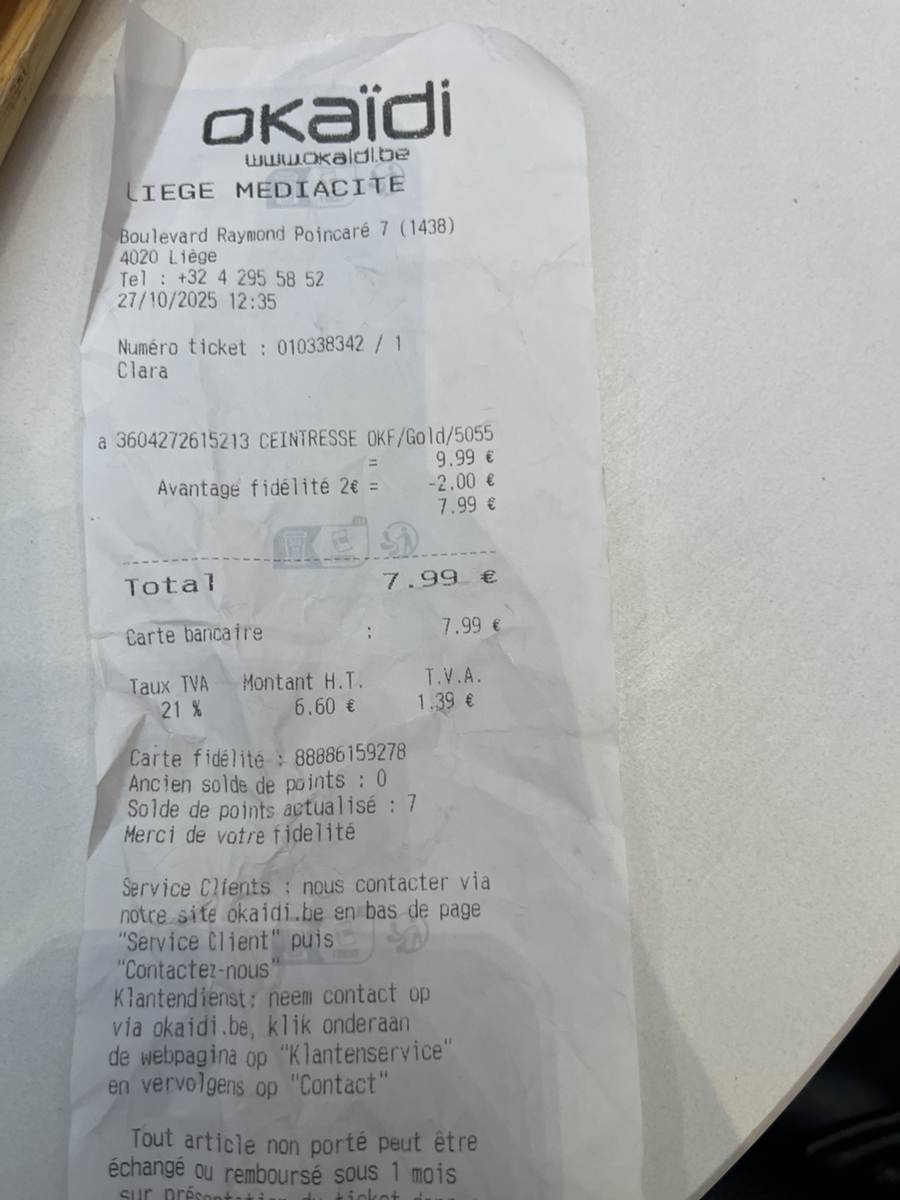 oKaïdi
www.okaidi.be
LIEGE MEDIACITE
Boulevard Raymond Poincaré 7 (1438)
4020 Liège
Tel : +32 4 295 58 52
27/10/2025 12:35
Numéro ticket : 010338342 / 1
Clara
a 3604272615213 CEINTRESSE OKF/Gold/5055
= 9.99 €
Avantage fidélité 2€ = -2.00 €
7.99 €
Total 7.99 €
Carte bancaire : 7.99 €
Taux TVA Montant H.T. T.V.A.
21 % 6.60 € 1.39 €
Carte fidélité : 88886159278
Ancien solde de points : 0
Solde de points actualisé : 7
Merci de votre fidelité
Service Clients : nous contacter via
notre site okaidi.be en bas de page
"Service Client" puis
"Contactez-nous"
Klantendienst: neem contact op
via okaidi.be, klik onderaan
de webpagina op "Klantenservice"
en vervolgens op "Contact"
Tout article non porté peut être
échangé ou remboursé sous 1 mois
sur présentation du ticket dans